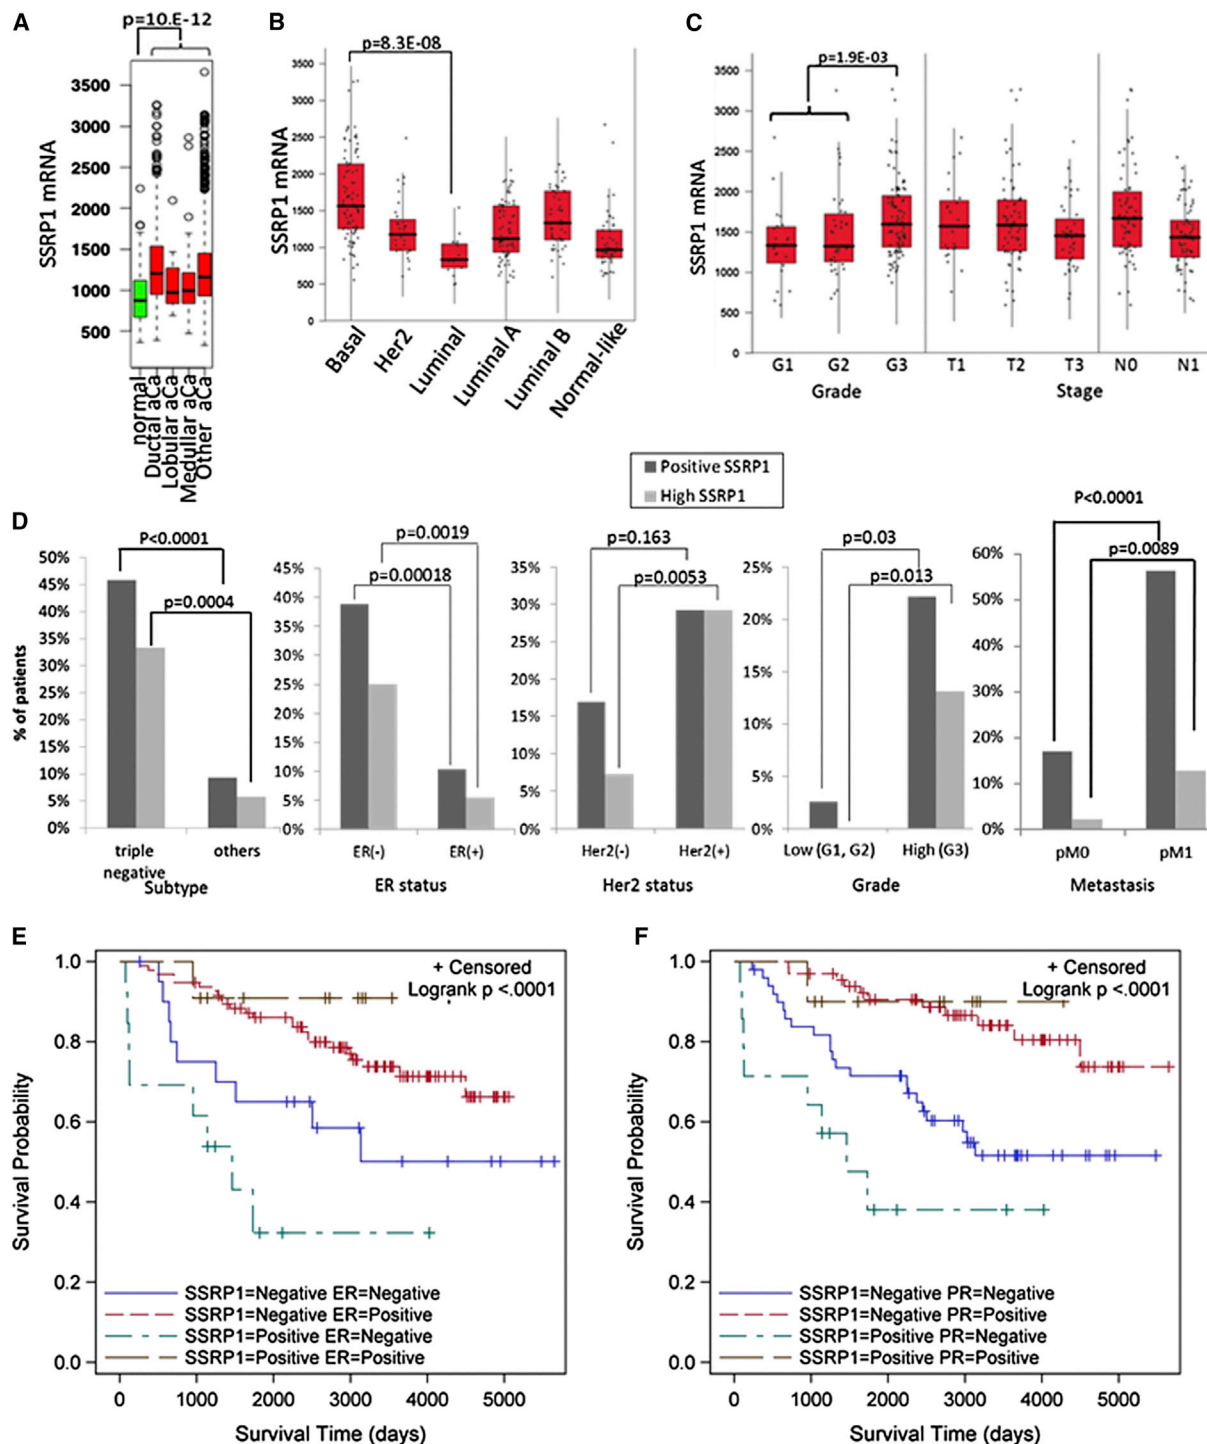 A
p=10.E-12
SSRP1 mRNA
3500
3000
2500
2000
1500
1000
500
normal
Ductal aCa
Lobular aCa
Medullar aCa
Other aCa
B
p=8.3E-08
SSRP1 mRNA
3500
3000
2500
2000
1500
1000
500
0
Basal
Her2
Luminal
Luminal A
Luminal B
Normal-like
C
p=1.9E-03
SSRP1 mRNA
3500
3000
2500
2000
1500
1000
500
0
G1 G2 G3 T1 T2 T3 N0 N1
Grade Stage
Positive SSRP1
High SSRP1
D
% of patients
P<0.0001
p=0.0004
50%
45%
40%
35%
30%
25%
20%
15%
10%
5%
0%
triple negative others
Subtype
p=0.0019
p=0.00018
45%
40%
35%
30%
25%
20%
15%
10%
5%
0%
ER(-) ER(+)
ER status
p=0.163
p=0.0053
35%
30%
25%
20%
15%
10%
5%
0%
Her2(-) Her2(+)
Her2 status
p=0.03
p=0.013
25%
20%
15%
10%
5%
0%
Low (G1, G2) High (G3)
Grade
P<0.0001
p=0.0089
60%
50%
40%
30%
20%
10%
0%
pM0 pM1
Metastasis
E
+ Censored
Logrank p <.0001
Survival Probability
1.0
0.8
0.6
0.4
0.2
0.0
SSRP1=Negative ER=Negative
SSRP1=Negative ER=Positive
SSRP1=Positive ER=Negative
SSRP1=Positive ER=Positive
0 1000 2000 3000 4000 5000
Survival Time (days)
F
+ Censored
Logrank p <.0001
Survival Probability
1.0
0.8
0.6
0.4
0.2
0.0
SSRP1=Negative PR=Negative
SSRP1=Negative PR=Positive
SSRP1=Positive PR=Negative
SSRP1=Positive PR=Positive
0 1000 2000 3000 4000 5000
Survival Time (days)